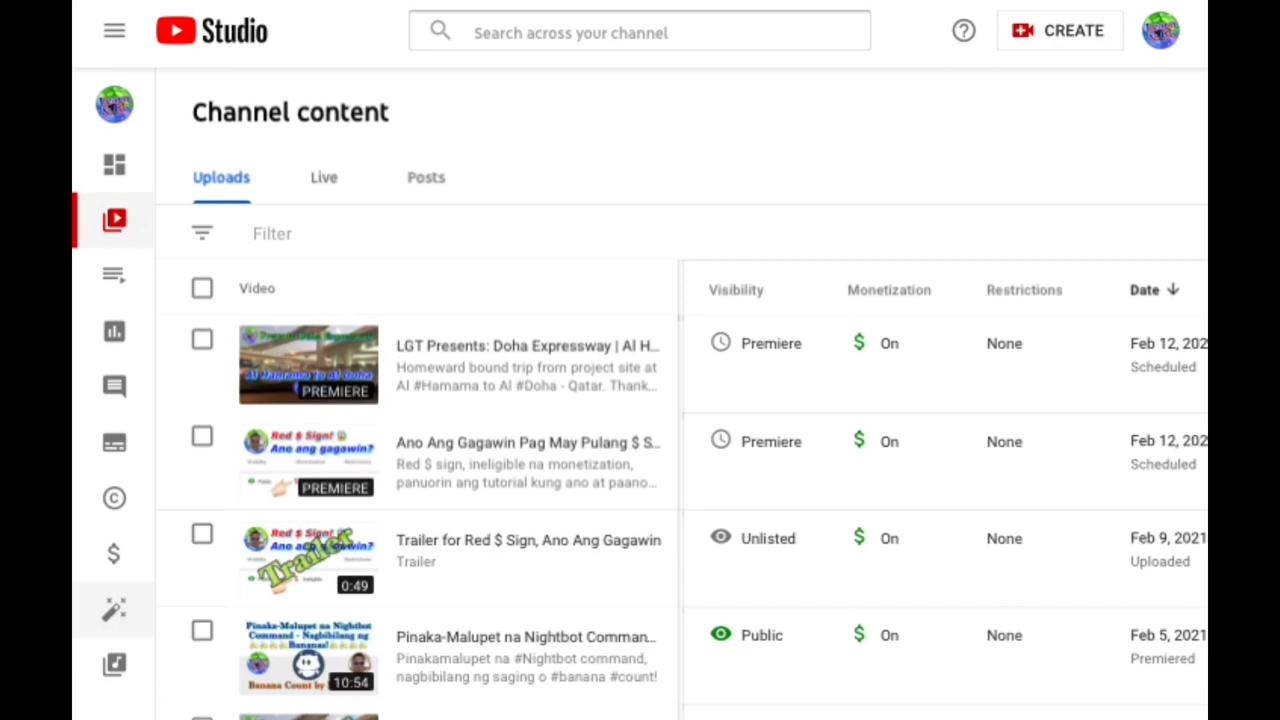 Studio
Search across your channel
CREATE
Channel content
Uploads
Live
Posts
Filter
Video
Visibility
Monetization
Restrictions
Date
PREMIERE
LGT Presents: Doha Expressway | Al H...
Homeward bound trip from project site at
Al #Hamama to Al #Doha - Qatar. Thank...
Premiere
On
None
Feb 12, 202
Scheduled
Red $ Sign!
Ano ang gagawin?
PREMIERE
Ano Ang Gagawin Pag May Pulang $ S...
Red $ sign, ineligible na monetization,
panuorin ang tutorial kung ano at paano...
Premiere
On
None
Feb 12, 202
Scheduled
Red $ Sign!
Trailer
0:49
Trailer for Red $ Sign, Ano Ang Gagawin
Trailer
Unlisted
On
None
Feb 9, 2021
Uploaded
Pinaka-Malupet na Nightbot
Command - Nagbibilang ng
Bananas!
Banana Count by
10:54
Pinaka-Malupet na Nightbot Comman...
Pinakamalupet na #Nightbot command,
nagbibilang ng saging o #banana #count!
Public
On
None
Feb 5, 2021
Premiered